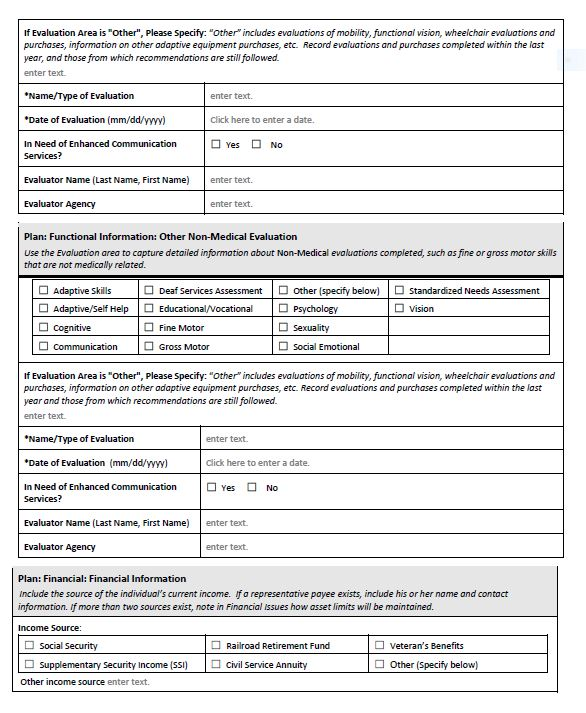 If Evaluation Area is "Other", Please Specify: "Other" includes evaluations of mobility, functional vision, wheelchair evaluations and
purchases, information on other adaptive equipment purchases, etc. Record evaluations and purchases completed within the last
year, and those from which recommendations are still followed.
enter text.
*Name/Type of Evaluation enter text.
*Date of Evaluation (mm/dd/yyyy) Click here to enter a date.
In Need of Enhanced Communication ☐ Yes ☐ No
Services?
Evaluator Name (Last Name, First Name) enter text.
Evaluator Agency enter text.
Plan: Functional Information: Other Non-Medical Evaluation
Use the Evaluation area to capture detailed information about Non-Medical evaluations completed, such as fine or gross motor skills
that are not medically related.
☐ Adaptive Skills ☐ Deaf Services Assessment ☐ Other (specify below) ☐ Standardized Needs Assessment
☐ Adaptive/Self Help ☐ Educational/Vocational ☐ Psychology ☐ Vision
☐ Cognitive ☐ Fine Motor ☐ Sexuality
☐ Communication ☐ Gross Motor ☐ Social Emotional
If Evaluation Area is "Other", Please Specify: "Other" includes evaluations of mobility, functional vision, wheelchair evaluations and
purchases, information on other adaptive equipment purchases, etc. Record evaluations and purchases completed within the last
year and those from which recommendations are still followed.
enter text.
*Name/Type of Evaluation enter text.
*Date of Evaluation (mm/dd/yyyy) Click here to enter a date.
In Need of Enhanced Communication ☐ Yes ☐ No
Services?
Evaluator Name (Last Name, First Name) enter text.
Evaluator Agency enter text.
Plan: Financial: Financial Information
Include the source of the individual's current income. If a representative payee exists, include his or her name and contact
information. If more than two sources exist, note in Financial Issues how asset limits will be maintained.
Income Source:
☐ Social Security ☐ Railroad Retirement Fund ☐ Veteran's Benefits
☐ Supplementary Security Income (SSI) ☐ Civil Service Annuity ☐ Other (Specify below)
Other income source enter text.